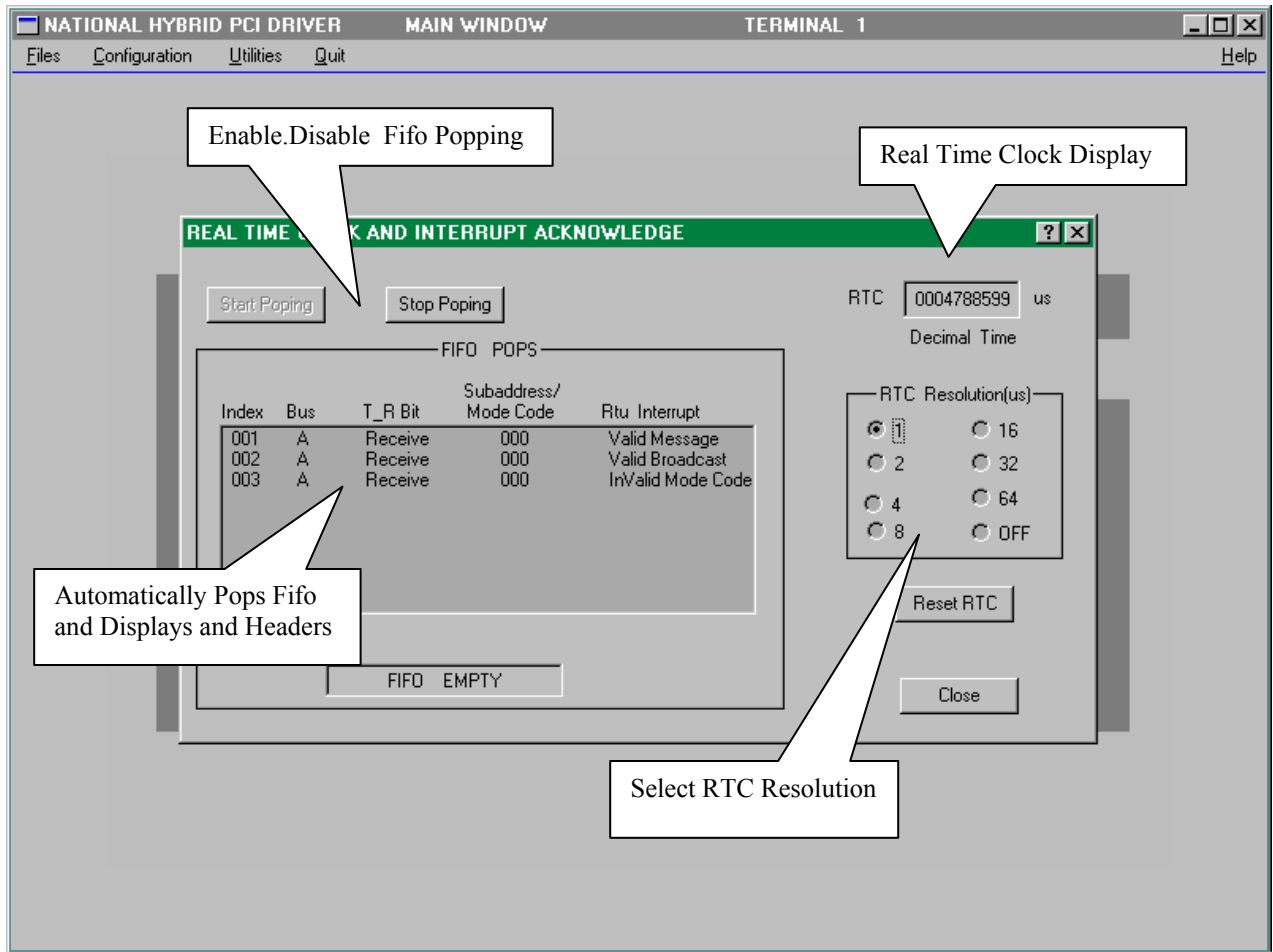 NATIONAL HYBRID PCI DRIVER MAIN WINDOW TERMINAL 1
Files Configuration Utilities Quit Help
Enable.Disable Fifo Popping
Real Time Clock Display
REAL TIME K AND INTERRUPT ACKNOWLEDGE
Start Poping Stop Poping
RTC 0004788599 us
Decimal Time
FIFO POPS
Subaddress/
Index Bus T_R Bit Mode Code Rtu Interrupt
001 A Receive 000 Valid Message
002 A Receive 000 Valid Broadcast
003 A Receive 000 InValid Mode Code
RTC Resolution(us)
1 16
2 32
4 64
8 OFF
Automatically Pops Fifo
and Displays and Headers
Reset RTC
FIFO EMPTY
Close
Select RTC Resolution